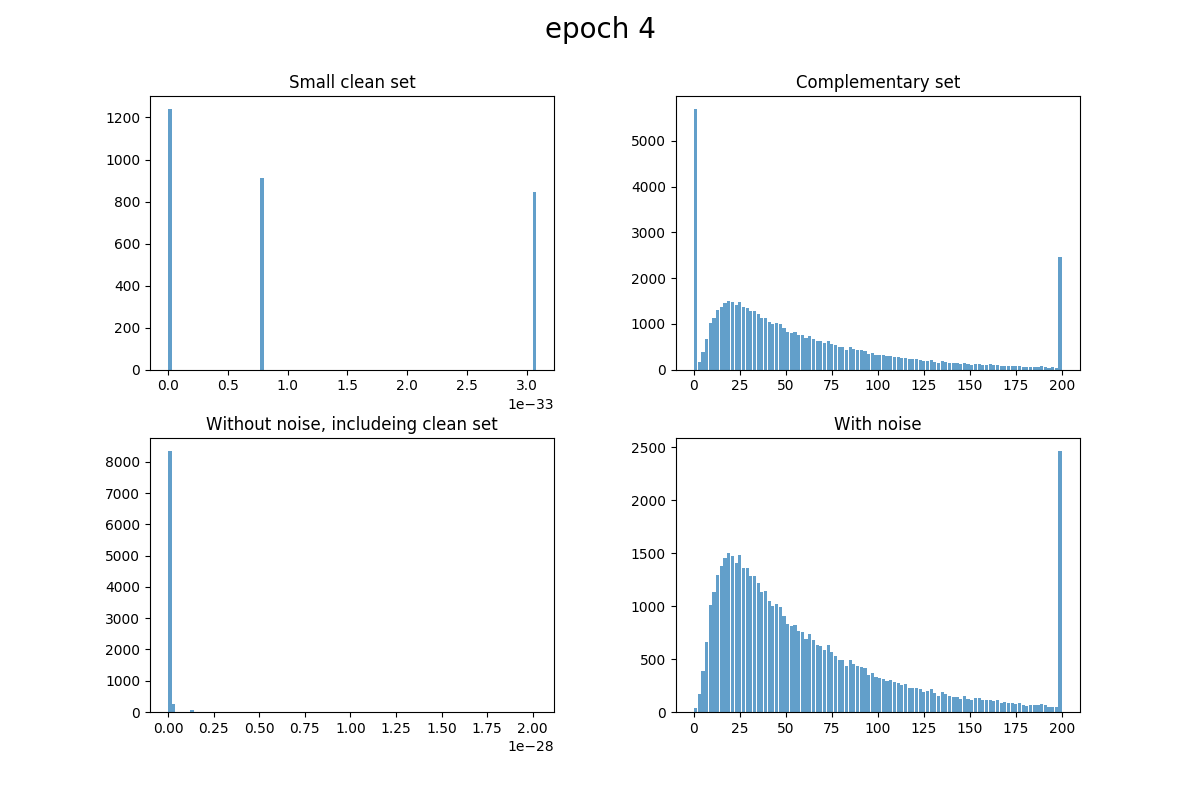 epoch 4
Small clean set
1200
1000
800
600
400
200
0
0.0 0.5 1.0 1.5 2.0 2.5 3.0
1e−33
Complementary set
5000
4000
3000
2000
1000
0
0 25 50 75 100 125 150 175 200
Without noise, includeing clean set
8000
7000
6000
5000
4000
3000
2000
1000
0
0.00 0.25 0.50 0.75 1.00 1.25 1.50 1.75 2.00
1e−28
With noise
2500
2000
1500
1000
500
0
0 25 50 75 100 125 150 175 200